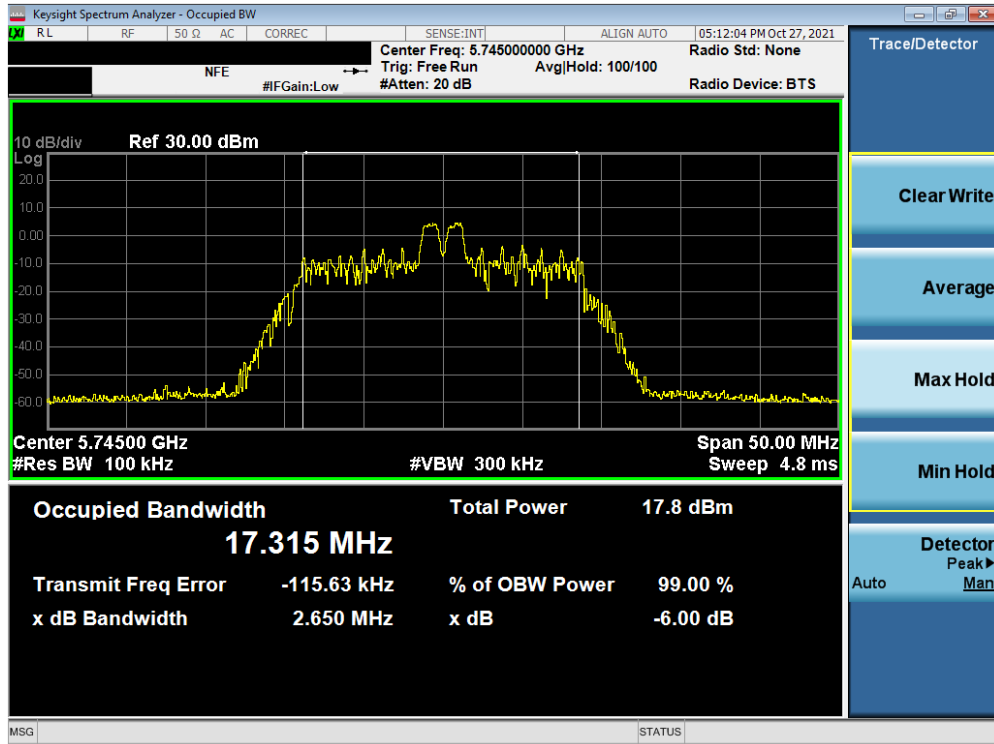 Keysight Spectrum Analyzer - Occupied BW
LXI RL RF 50 Ω AC CORREC SENSE:INT ALIGN AUTO 05:12:04 PM Oct 27, 2021
Center Freq: 5.745000000 GHz Radio Std: None
NFE Trig: Free Run Avg|Hold: 100/100
#IFGain:Low #Atten: 20 dB Radio Device: BTS
10 dB/div Ref 30.00 dBm
Log
20.0
10.0
0.00
-10.0
-20.0
-30.0
-40.0
-50.0
-60.0
Center 5.74500 GHz Span 50.00 MHz
#Res BW 100 kHz #VBW 300 kHz Sweep 4.8 ms
Occupied Bandwidth Total Power 17.8 dBm
17.315 MHz
Transmit Freq Error -115.63 kHz % of OBW Power 99.00 %
x dB Bandwidth 2.650 MHz x dB -6.00 dB
Trace/Detector
Clear Write
Average
Max Hold
Min Hold
Detector
Peak▶
Auto Man
MSG STATUS